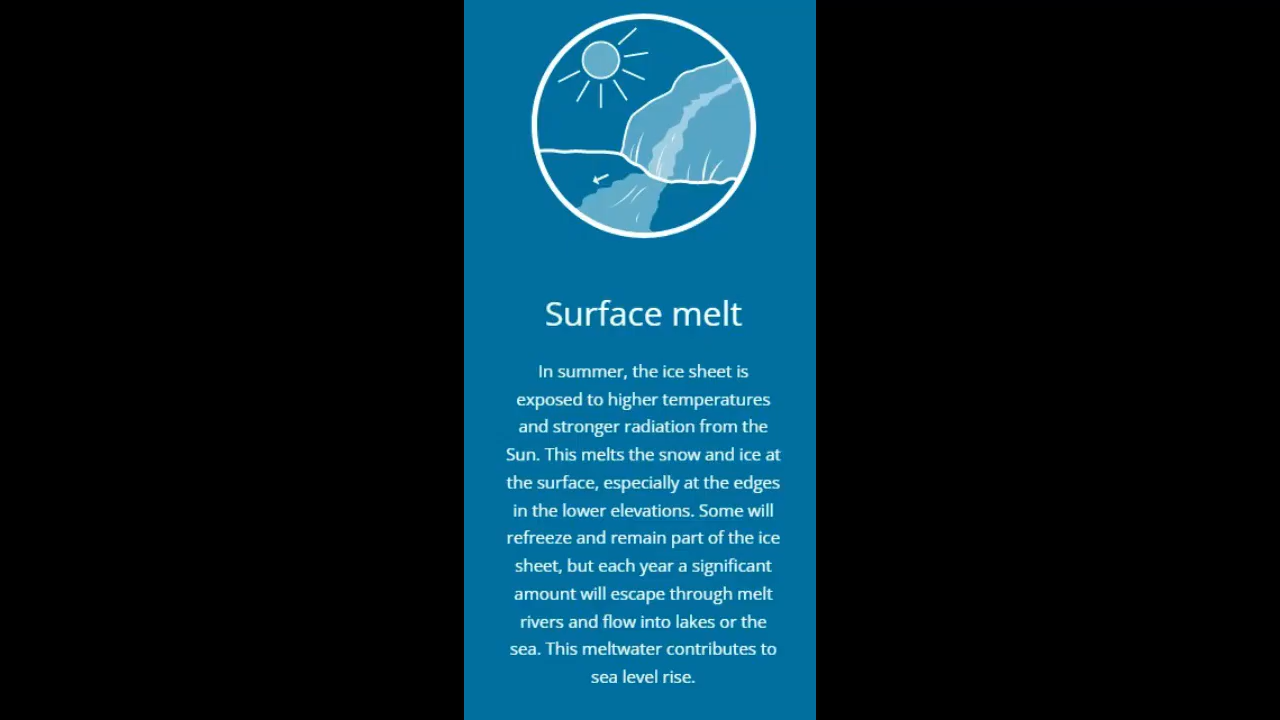 Surface melt
In summer, the ice sheet is
exposed to higher temperatures
and stronger radiation from the
Sun. This melts the snow and ice at
the surface, especially at the edges
in the lower elevations. Some will
refreeze and remain part of the ice
sheet, but each year a significant
amount will escape through melt
rivers and flow into lakes or the
sea. This meltwater contributes to
sea level rise.